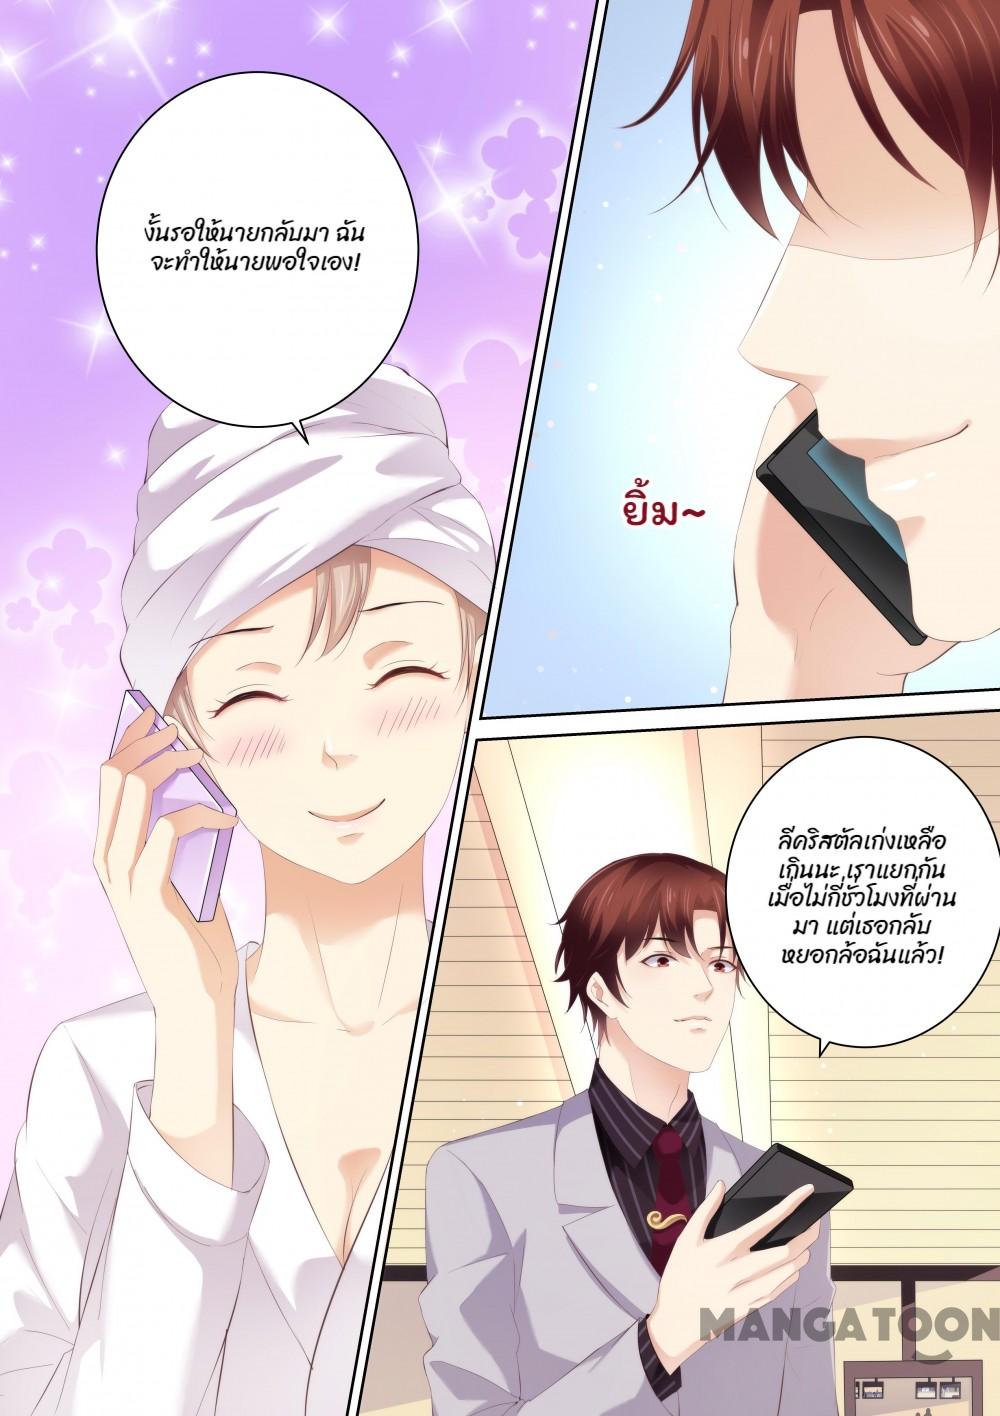 งั้นรอให้นายกลับมา ฉัน
จะทำให้นายพอใจเอง!
ยิ้ม~
ลีคริสตัลเก่งเหลือ
เกินนะ เราแยกกัน
เมื่อไม่กี่ชั่วโมงที่ผ่าน
มา แต่เธอกลับ
หยอกล้อฉันแล้ว!
MANGATOON